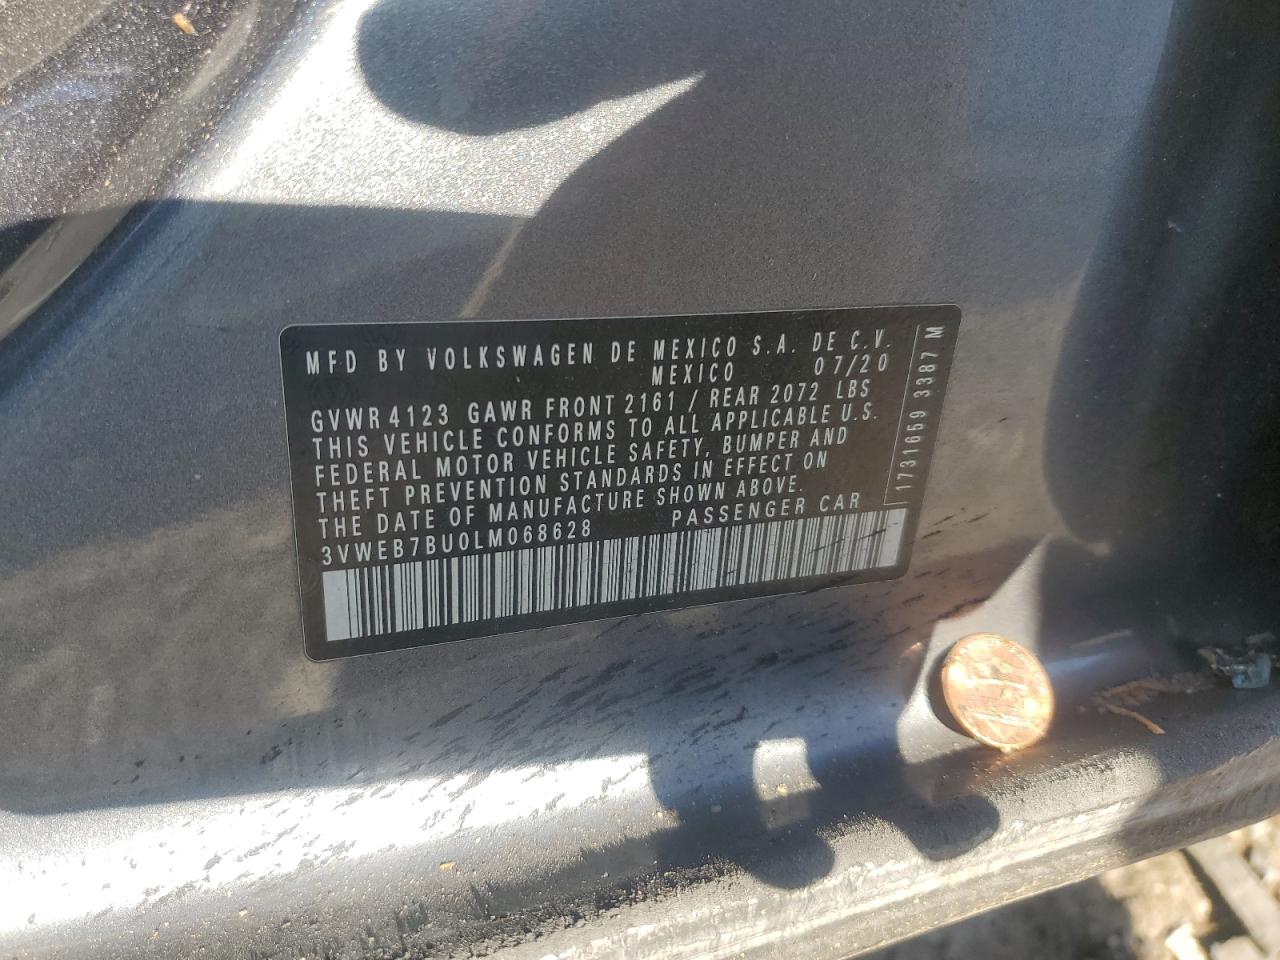 MFD BY VOLKSWAGEN DE MEXICO S.A. DE C.V.
MEXICO 07/20
GVWR 4123 GAWR FRONT 2161 / REAR 2072 LBS
THIS VEHICLE CONFORMS TO ALL APPLICABLE U.S.
FEDERAL MOTOR VEHICLE SAFETY, BUMPER AND
THEFT PREVENTION STANDARDS IN EFFECT ON
THE DATE OF MANUFACTURE SHOWN ABOVE.
3VWEB7BU0LM068628 PASSENGER CAR
1731659 3387 M